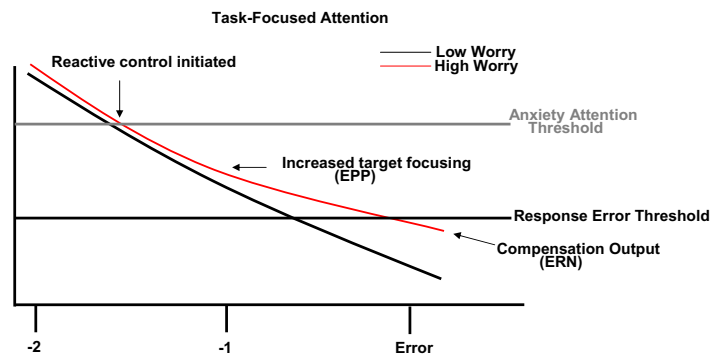 Task-Focused Attention
Low Worry
High Worry
Reactive control initiated
Anxiety Attention
Threshold
Increased target focusing
(EPP)
Response Error Threshold
Compensation Output
(ERN)
-2
-1
Error